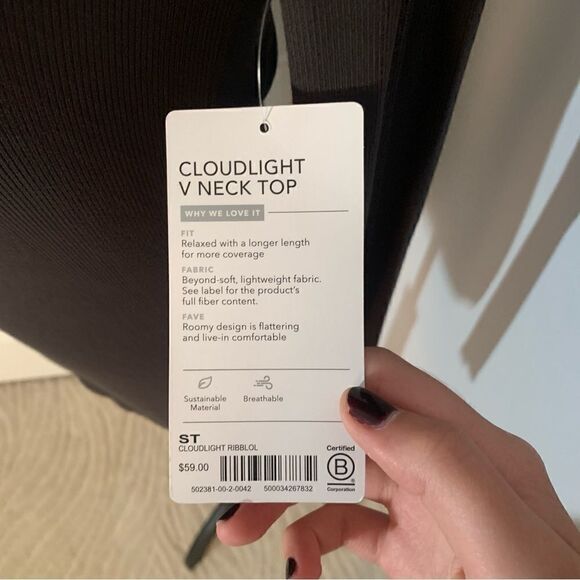 CLOUDLIGHT
V NECK TOP
WHY WE LOVE IT
FIT
Relaxed with a longer length
for more coverage
FABRIC
Beyond-soft, lightweight fabric.
See label for the product's
full fiber content.
FAVE
Roomy design is flattering
and live-in comfortable
Sustainable
Material
Breathable
ST
CLOUDLIGHT RIBBLOL
$59.00
502381-00-2-0042 500034267832
Certified
B
Corporation